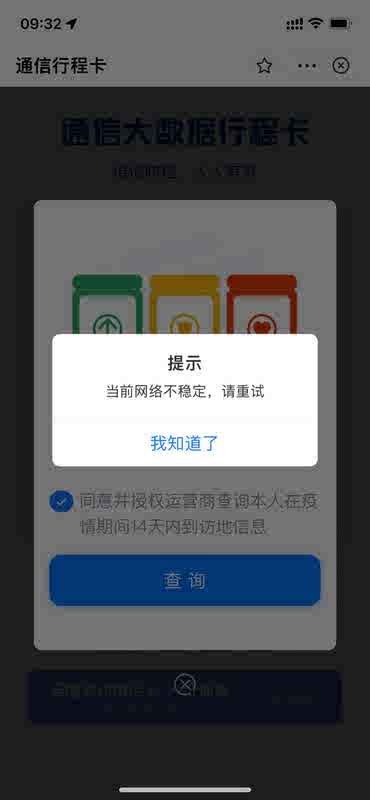 09:32
通信行程卡
通信大数据行程卡
提示
当前网络不稳定，请重试
我知道了
同意并授权运营商查询本人在疫
情期间14天内到访地信息
查询